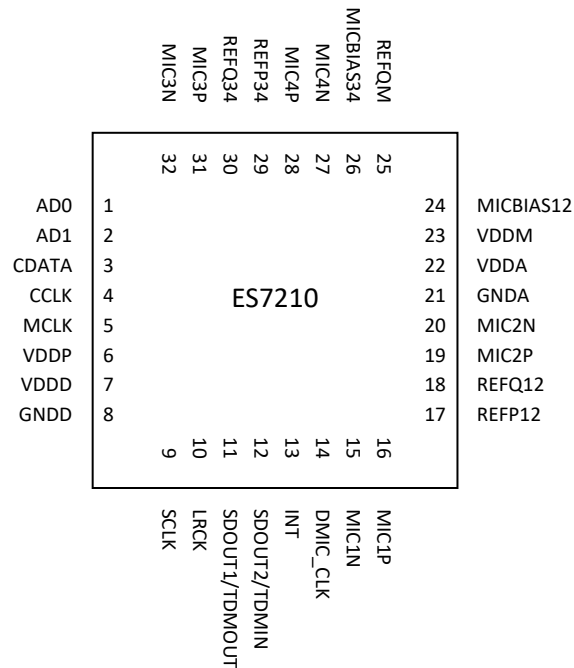 MIC3N
MIC3P
REFQ34
REFP34
MIC4P
MIC4N
MICBIAS34
REFQM
32
31
30
29
28
27
26
25
AD0 1
AD1 2
CDATA 3
CCLK 4
MCLK 5
VDDP 6
VDDD 7
GNDD 8
ES7210
24 MICBIAS12
23 VDDM
22 VDDA
21 GNDA
20 MIC2N
19 MIC2P
18 REFQ12
17 REFP12
9
10
11
12
13
14
15
16
SCLK
LRCK
SDOUT1/TDMOUT
SDOUT2/TDMIN
INT
DMIC_CLK
MIC1N
MIC1P